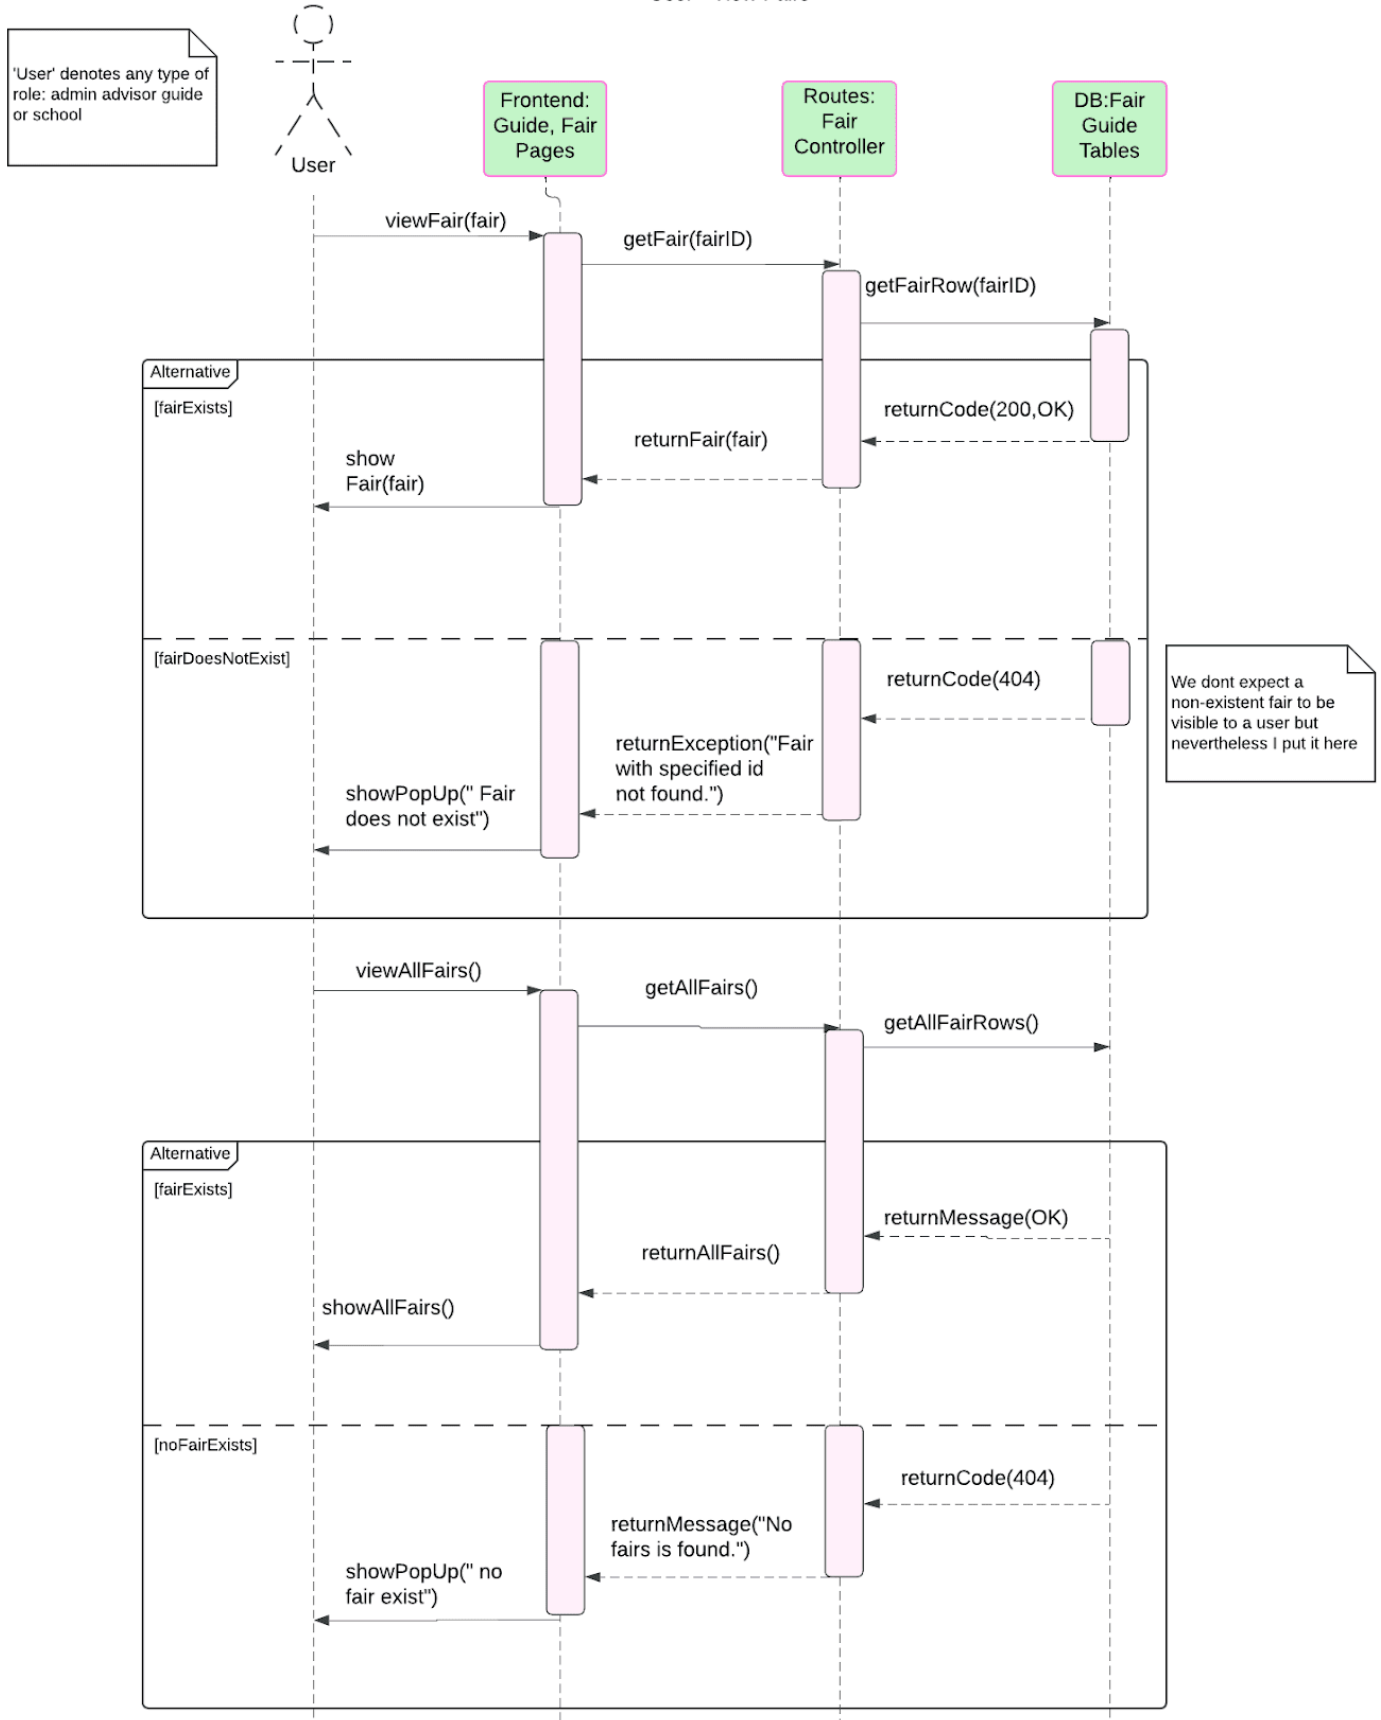 'User' denotes any type of
role: admin advisor guide
or school
User
Frontend:
Guide, Fair
Pages
Routes:
Fair
Controller
DB:Fair
Guide
Tables
viewFair(fair)
getFair(fairID)
getFairRow(fairID)
Alternative
[fairExists]
returnCode(200,OK)
returnFair(fair)
show
Fair(fair)
[fairDoesNotExist]
returnCode(404)
We dont expect a
non-existent fair to be
visible to a user but
nevertheless I put it here
returnException("Fair
with specified id
not found.")
showPopUp(" Fair
does not exist")
viewAllFairs()
getAllFairs()
getAllFairRows()
Alternative
[fairExists]
returnMessage(OK)
returnAllFairs()
showAllFairs()
[noFairExists]
returnCode(404)
returnMessage("No
fairs is found.")
showPopUp(" no
fair exist")